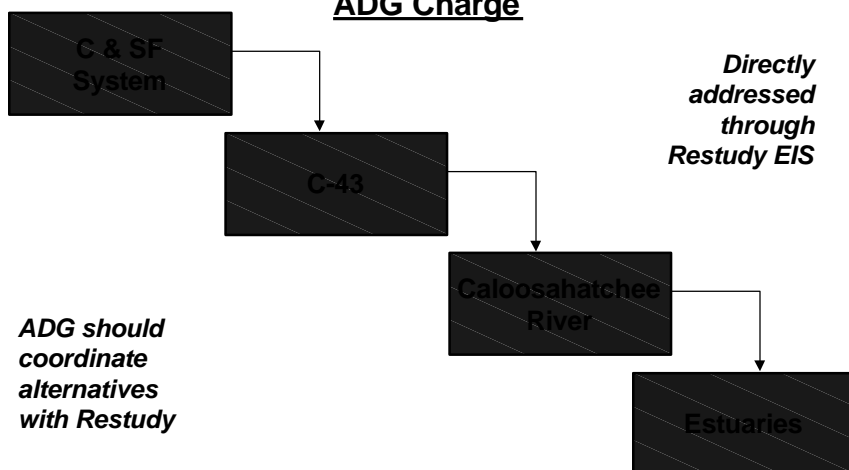 ADG Charge
C & SF
System
Directly
addressed
through
Restudy EIS
C-43
Caloosahatchee
River
ADG should
coordinate
alternatives
with Restudy
Estuaries